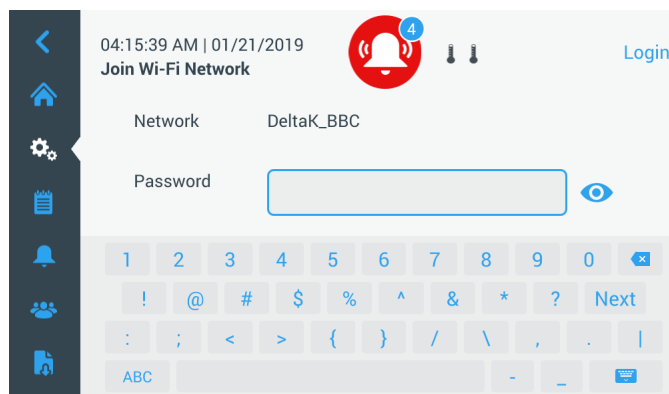 04:15:39 AM | 01/21/2019
4
Login
Join Wi-Fi Network
Network DeltaK_BBC
Password
1 2 3 4 5 6 7 8 9 0
! @ # $ % ^ & * ? Next
: ; < > { } / \ , . |
ABC - _